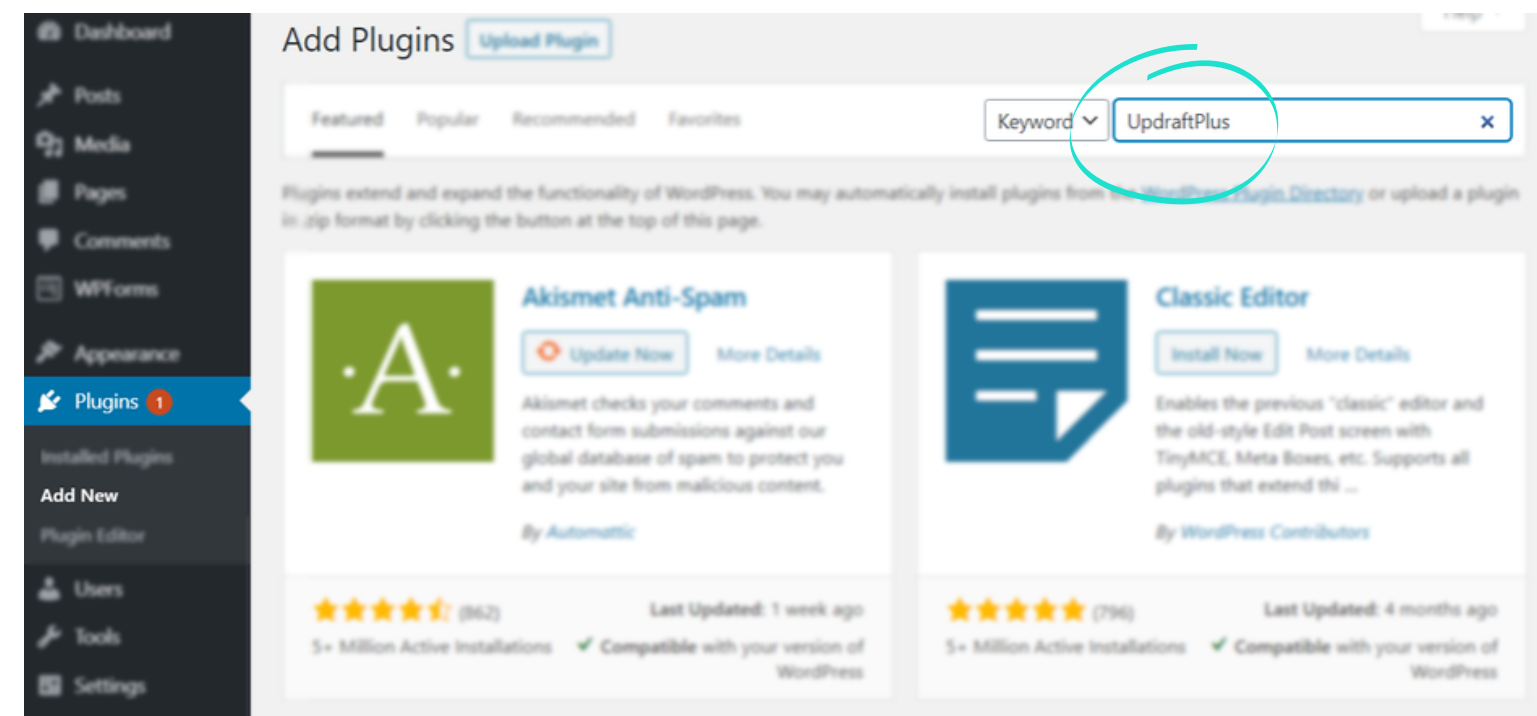 Dashboard
Posts
Media
Pages
Comments
WPForms
Appearance
Plugins 1
Installed Plugins
Add New
Plugin Editor
Users
Tools
Settings
Add Plugins Upload Plugin
Featured Popular Recommended Favorites
Keyword UpdraftPlus ×
Plugins extend and expand the functionality of WordPress. You may automatically install plugins from the WordPress Plugin Directory or upload a plugin
in .zip format by clicking the button at the top of this page.
Akismet Anti-Spam
Update Now More Details
Akismet checks your comments and
contact form submissions against our
global database of spam to protect you
and your site from malicious content.
By Automattic
(862) Last Updated: 1 week ago
5+ Million Active Installations ✔ Compatible with your version of
WordPress
Classic Editor
Install Now More Details
Enables the previous "classic" editor and
the old-style Edit Post screen with
TinyMCE, Meta Boxes, etc. Supports all
plugins that extend thi ...
By WordPress Contributors
(796) Last Updated: 4 months ago
5+ Million Active Installations ✔ Compatible with your version of
WordPress
·A·